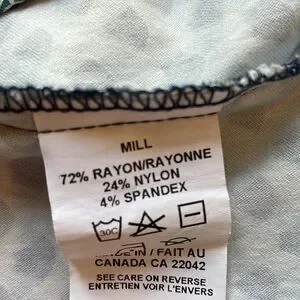 MILL
72% RAYON/RAYONNE
24% NYLON
4% SPANDEX
30C
IN / FAIT AU
CANADA CA 22042
SEE CARE ON REVERSE
ENTRETIEN VOIR L'ENVERS